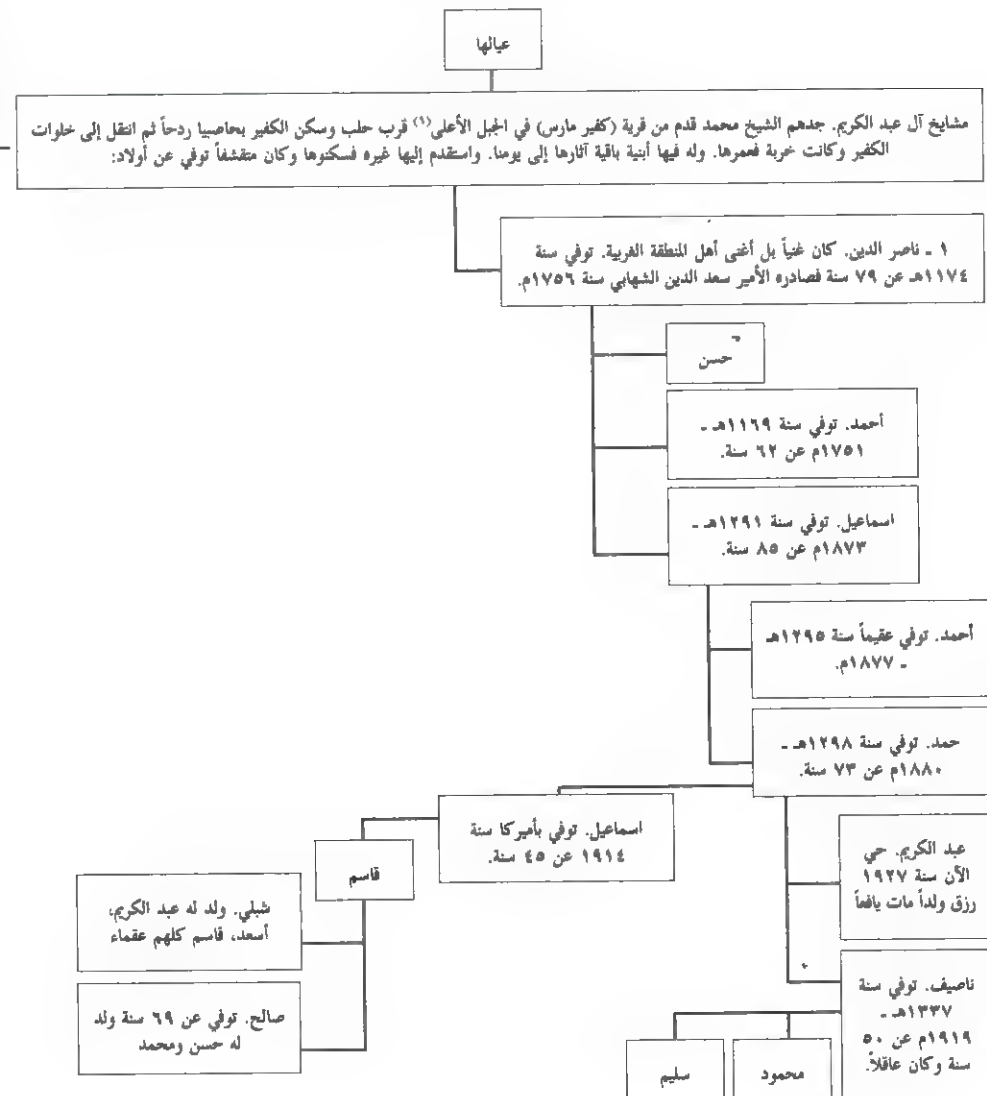 عيالها
مشايخ آل عبد الكريم. جدهم الشيخ محمد قدم من قرية (كفير مارس) في الجبل الأعلى(١) قرب حلب وسكن الكفير بحاصبيا ردحاً ثم انتقل إلى خلوات
الكفير وكانت خربة فعمرها. وله فيها أبنية باقية آثارها إلى يومنا. واستقدم إليها غيره فسكنوها وكان متقشفاً توفي عن أولاد:
١ ـ ناصر الدين. كان غنياً بل أغنى أهل المنطقة الغربية. توفي سنة
١١٧٤هـ عن ٧٩ سنة فصادره الأمير سعد الدين الشهابي سنة ١٧٥٦م.
حسن
أحمد. توفي سنة ١١٦٩هـ ـ
١٧٥١م عن ٦٢ سنة.
اسماعيل. توفي سنة ١٢٩١هـ ـ
١٨٧٣م عن ٨٥ سنة.
أحمد. توفي عقيماً سنة ١٢٩٥هـ
ـ ١٨٧٧م.
حمد. توفي سنة ١٢٩٨هـ ـ
١٨٨٠م عن ٧٣ سنة.
عبد الكريم. حي
الآن سنة ١٩٢٧
رزق ولداً مات يافعاً
اسماعيل. توفي بأميركا سنة
١٩١٤ عن ٤٥ سنة.
قاسم
شبلي. ولد له عبد الكريم،
أسعد، قاسم كلهم عقماء
صالح. توفي عن ٦٩ سنة ولد
له حسن ومحمد
ناصيف. توفي سنة
١٣٣٧هـ ـ
١٩١٩م عن ٥٠
سنة وكان عاقلاً.
محمود
سليم